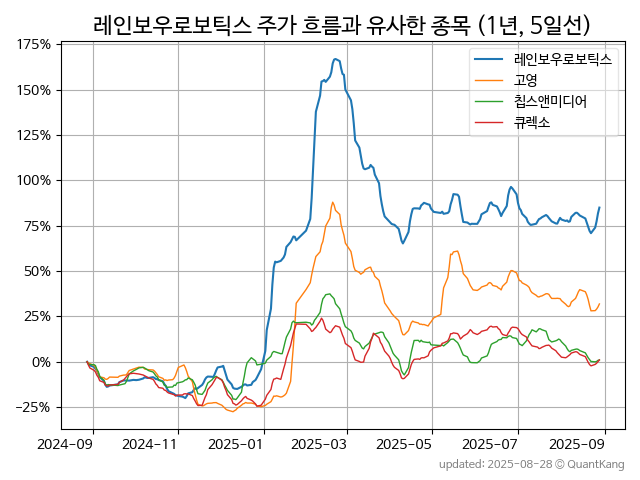 레인보우로보틱스 주가 흐름과 유사한 종목 (1년, 5일선)
175%
150%
125%
100%
75%
50%
25%
0%
−25%
레인보우로보틱스
고영
칩스앤미디어
큐렉소
2024-09
2024-11
2025-01
2025-03
2025-05
2025-07
2025-09
updated: 2025-08-28 © QuantKang